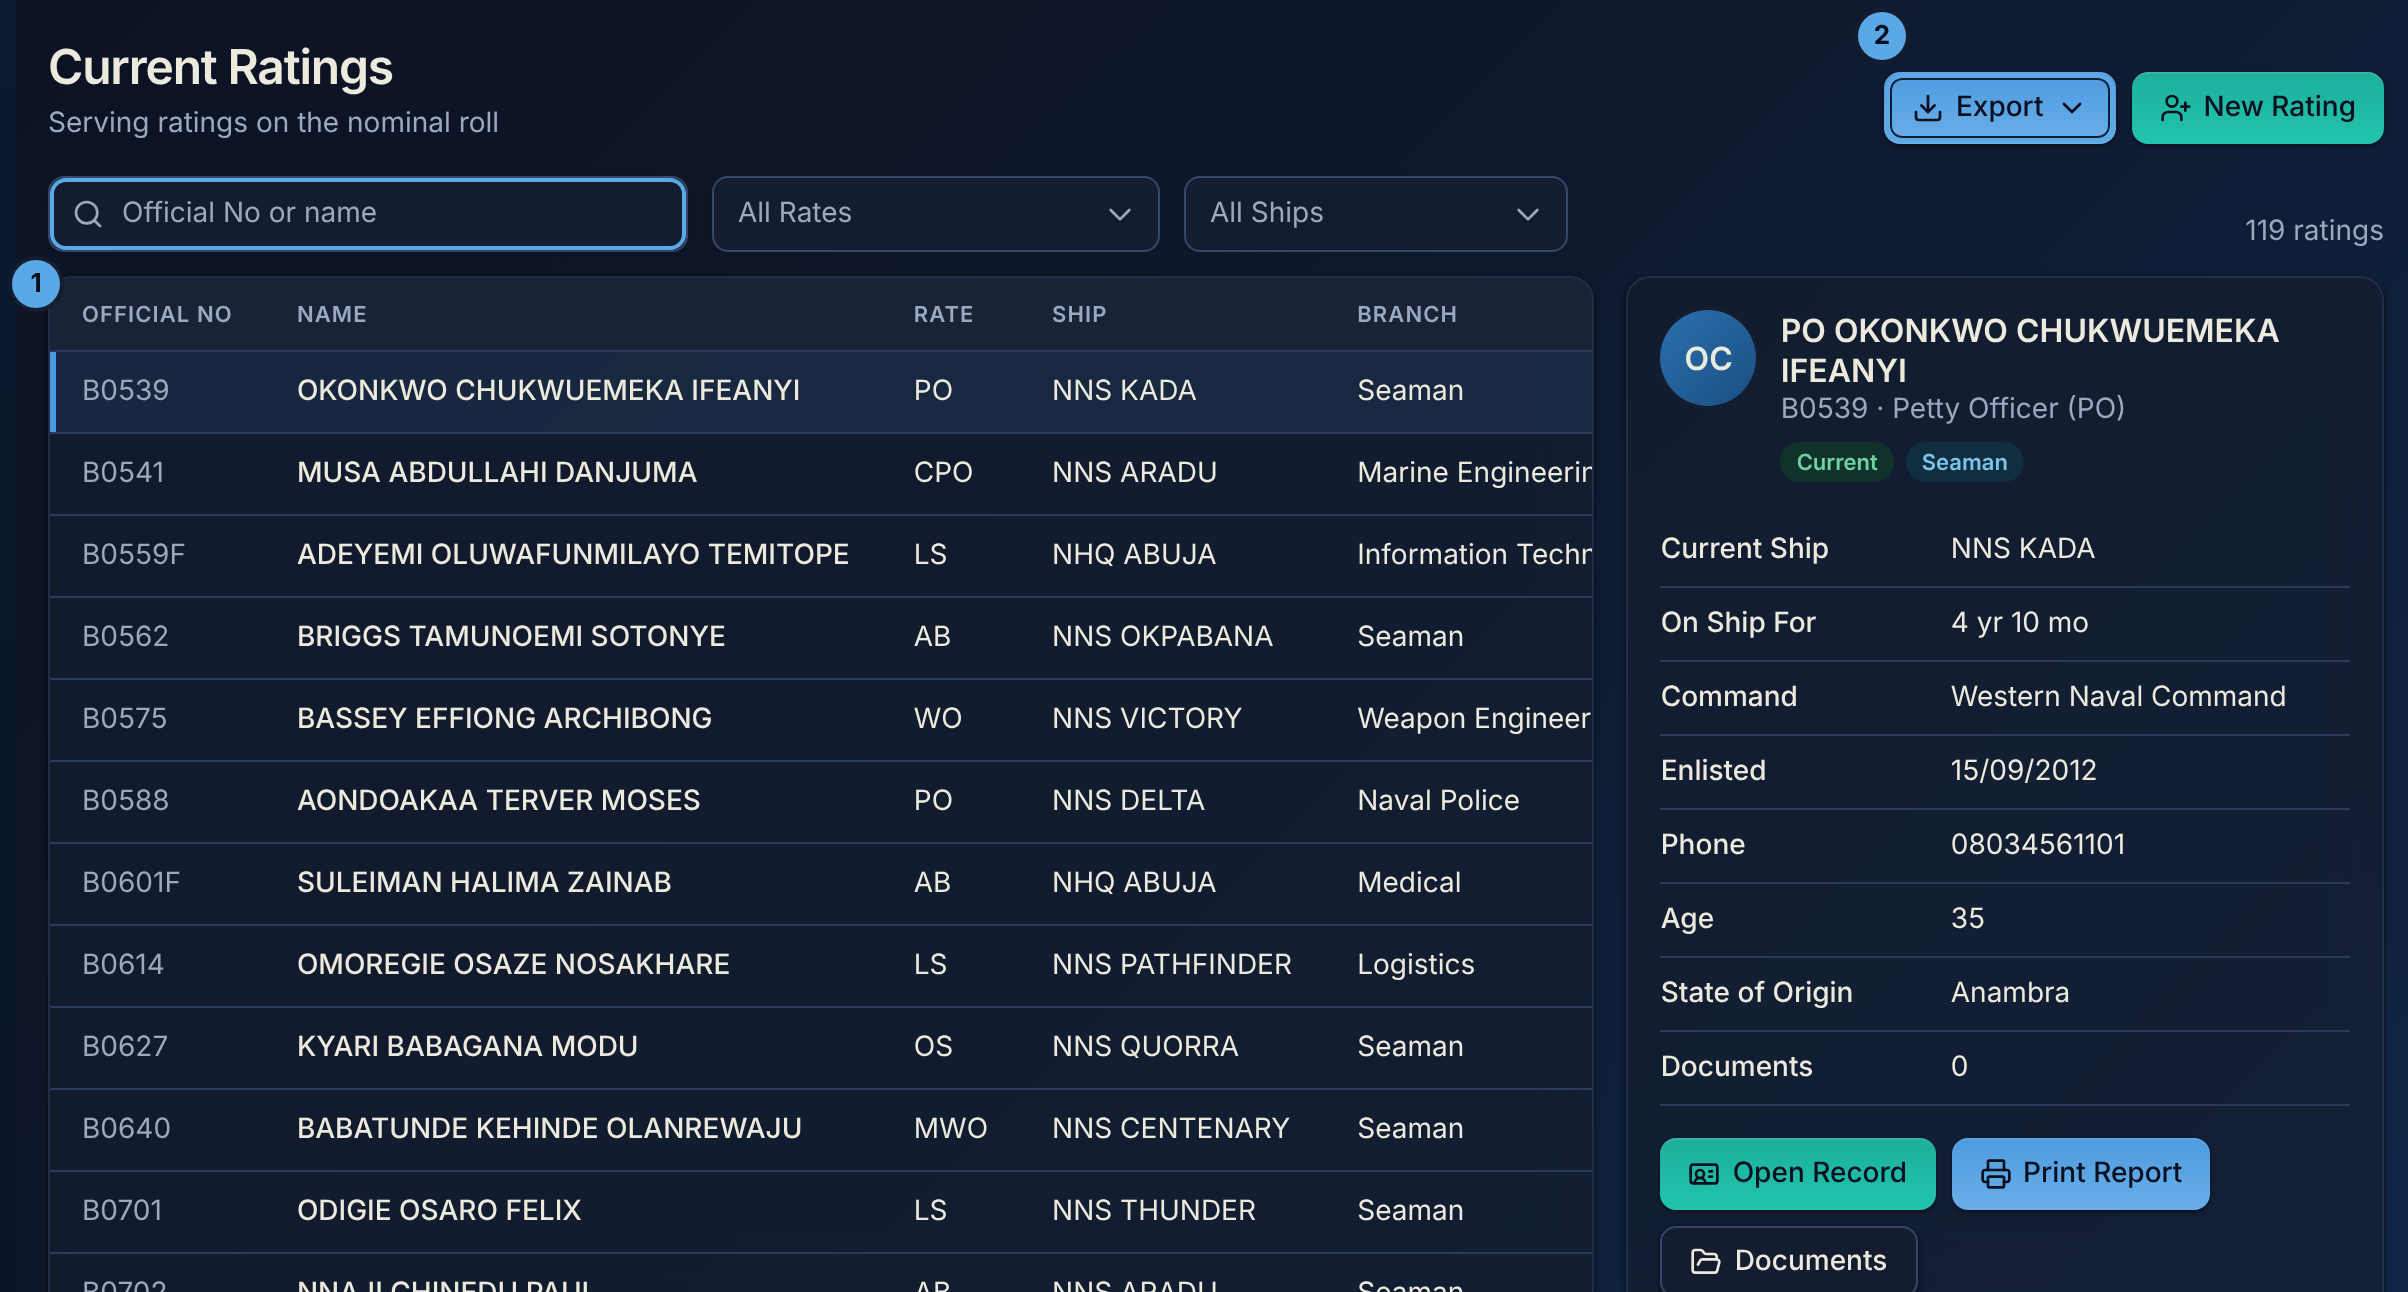 2
Current Ratings
Serving ratings on the nominal roll
Export
New Rating
Official No or name
All Rates
All Ships
119 ratings
1
OFFICIAL NO NAME RATE SHIP BRANCH
B0539 OKONKWO CHUKWUEMEKA IFEANYI PO NNS KADA Seaman
B0541 MUSA ABDULLAHI DANJUMA CPO NNS ARADU Marine Engineerin
B0559F ADEYEMI OLUWAFUNMILAYO TEMITOPE LS NHQ ABUJA Information Techn
B0562 BRIGGS TAMUNOEMI SOTONYE AB NNS OKPABANA Seaman
B0575 BASSEY EFFIONG ARCHIBONG WO NNS VICTORY Weapon Engineer
B0588 AONDOAKAA TERVER MOSES PO NNS DELTA Naval Police
B0601F SULEIMAN HALIMA ZAINAB AB NHQ ABUJA Medical
B0614 OMOREGIE OSAZE NOSAKHARE LS NNS PATHFINDER Logistics
B0627 KYARI BABAGANA MODU OS NNS QUORRA Seaman
B0640 BABATUNDE KEHINDE OLANREWAJU MWO NNS CENTENARY Seaman
B0701 ODIGIE OSARO FELIX LS NNS THUNDER Seaman
B0702 NNAJI CHINEDU PAUL AB NNS ARADU Seaman
OC
PO OKONKWO CHUKWUEMEKA
IFEANYI
B0539 · Petty Officer (PO)
Current Seaman
Current Ship NNS KADA
On Ship For 4 yr 10 mo
Command Western Naval Command
Enlisted 15/09/2012
Phone 08034561101
Age 35
State of Origin Anambra
Documents 0
Open Record
Print Report
Documents